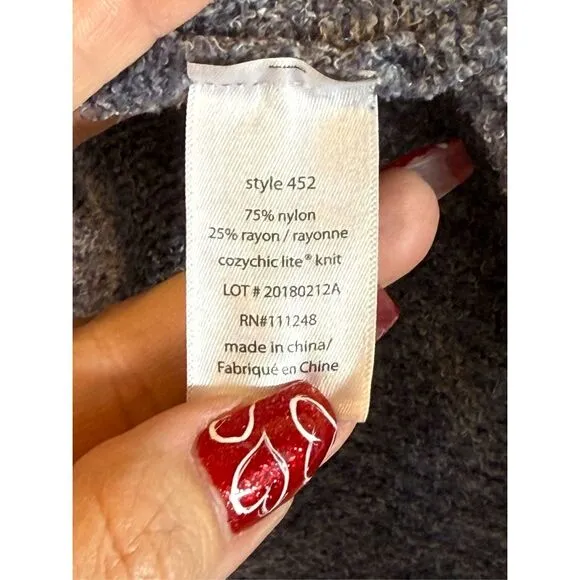 style 452
75% nylon
25% rayon / rayonne
cozychic lite® knit
LOT # 20180212A
RN#111248
made in china/
Fabriqué en Chine